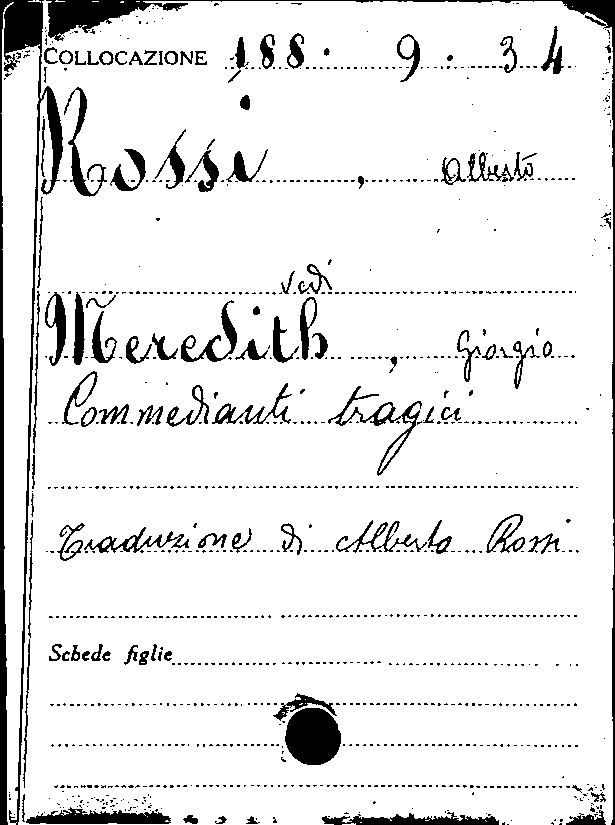 COLLOCAZIONE 188. 9. 34
Rossi, Alberto
vedi
Meredith, Giorgio
Commedianti tragici
Traduzione di Alberto Rossi
Schede figlie